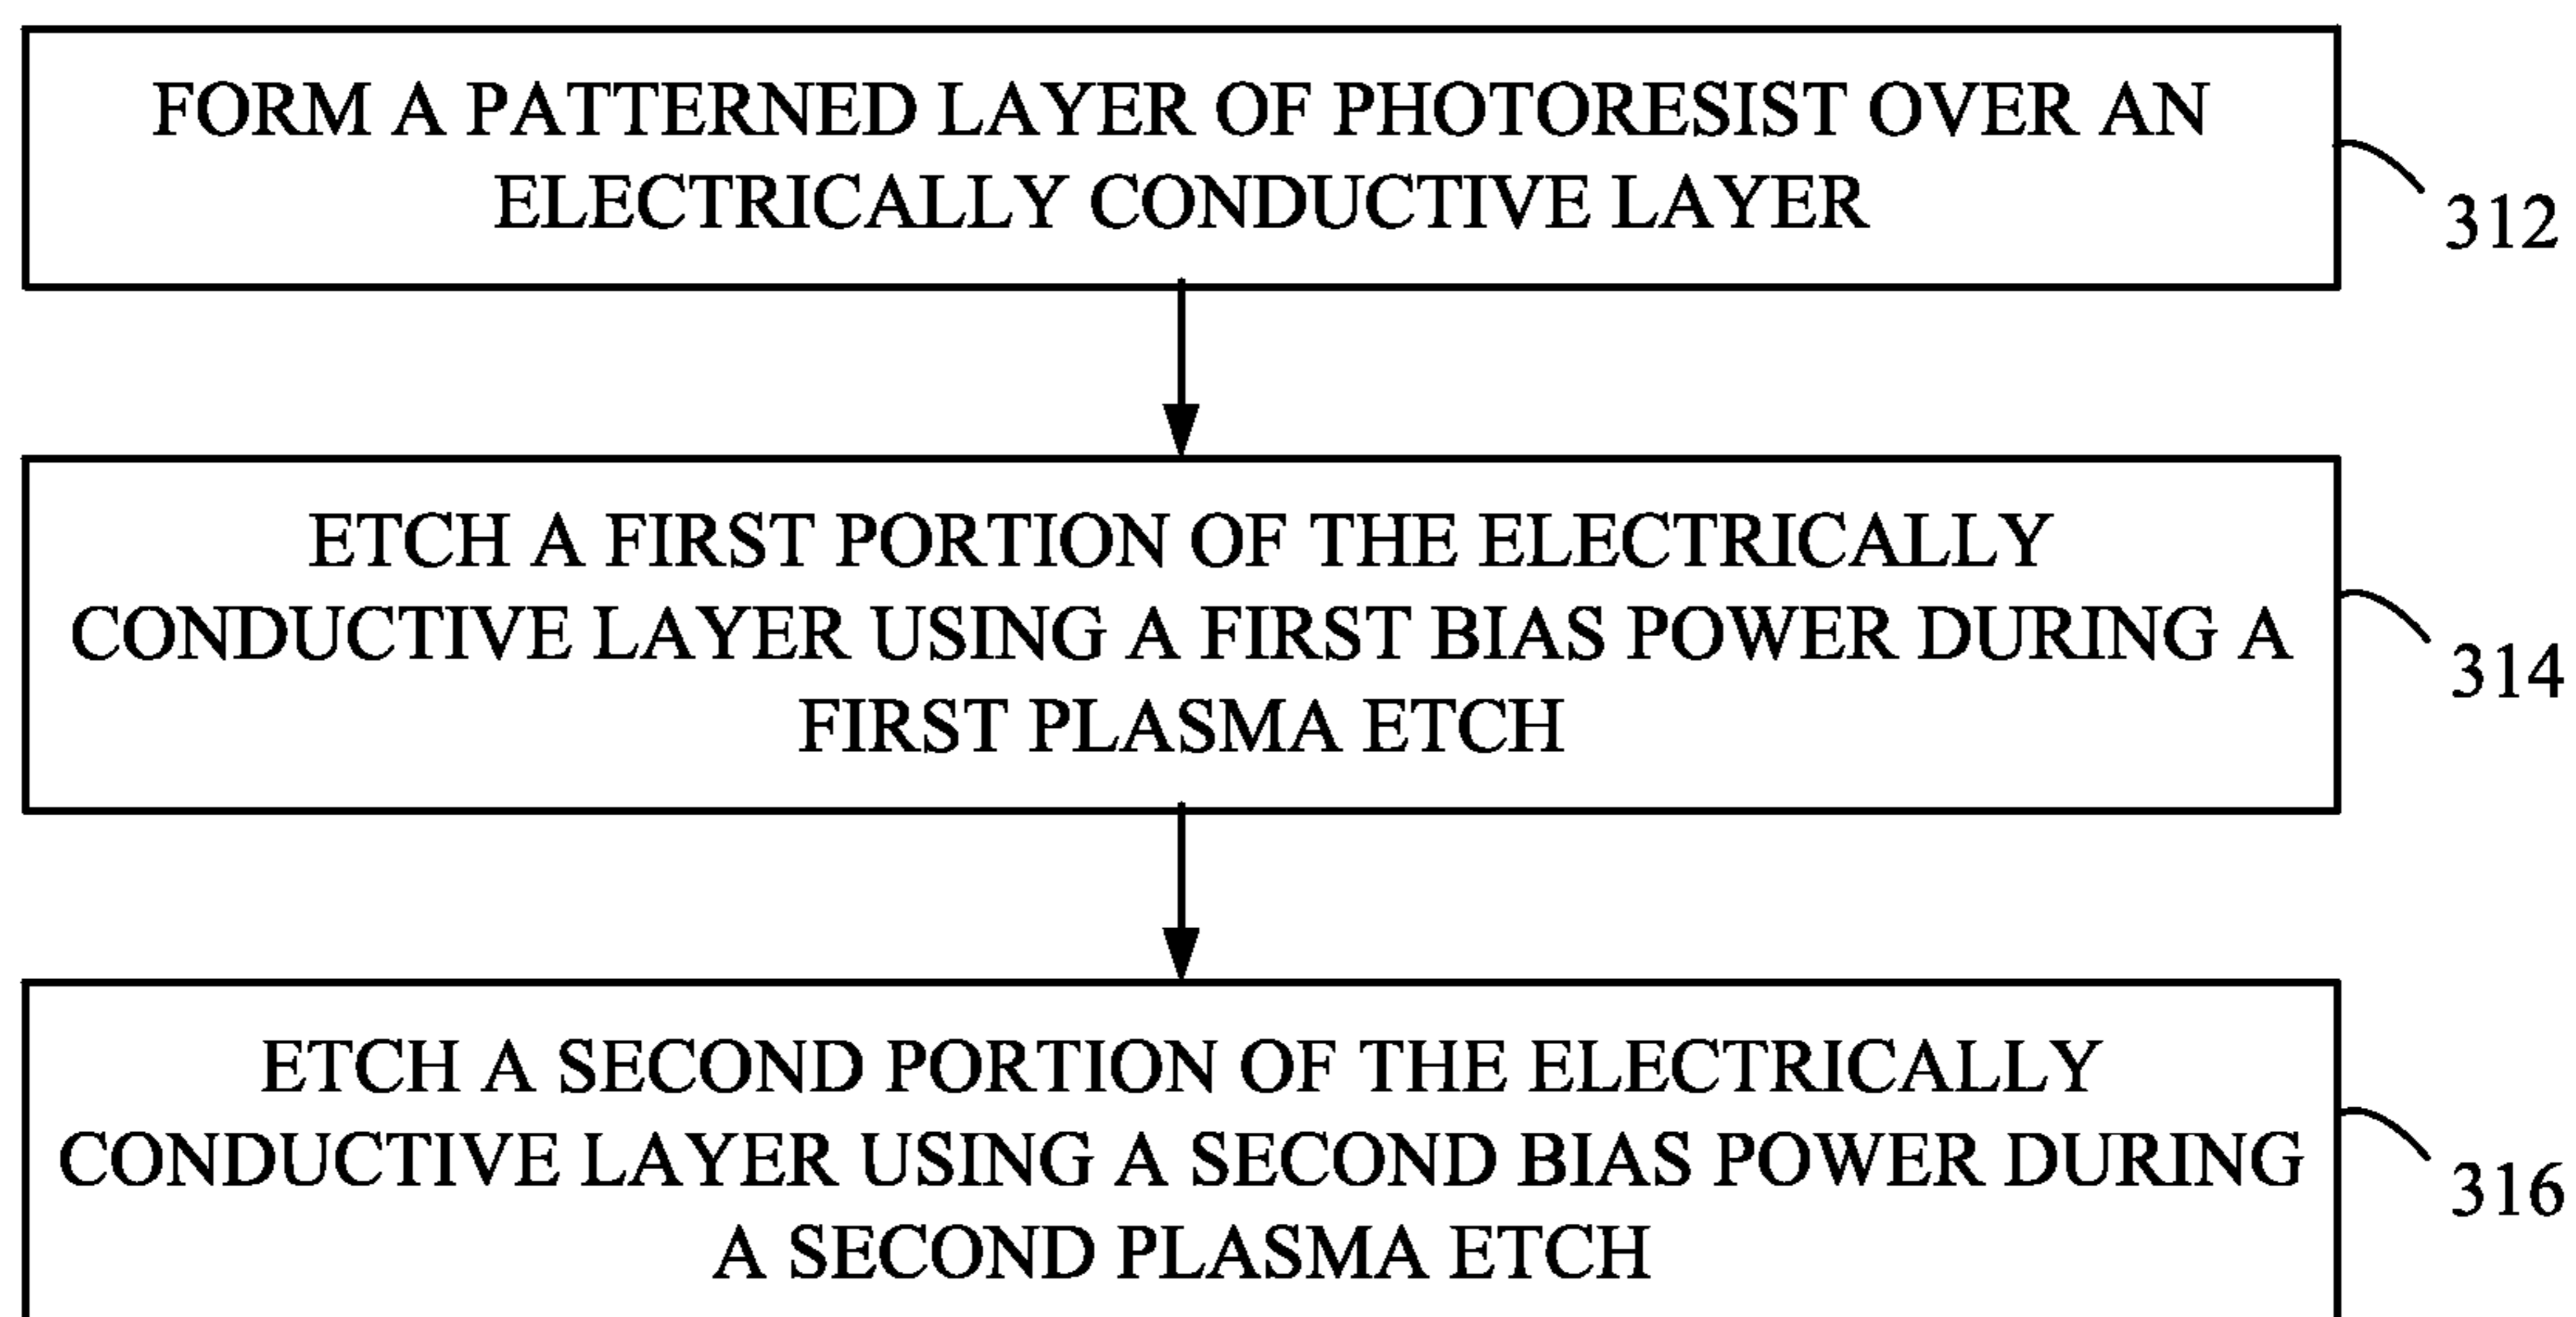 FORM A PATTERNED LAYER OF PHOTORESIST OVER AN
ELECTRICALLY CONDUCTIVE LAYER
312
ETCH A FIRST PORTION OF THE ELECTRICALLY
CONDUCTIVE LAYER USING A FIRST BIAS POWER DURING A
FIRST PLASMA ETCH
314
ETCH A SECOND PORTION OF THE ELECTRICALLY
CONDUCTIVE LAYER USING A SECOND BIAS POWER DURING
A SECOND PLASMA ETCH
316